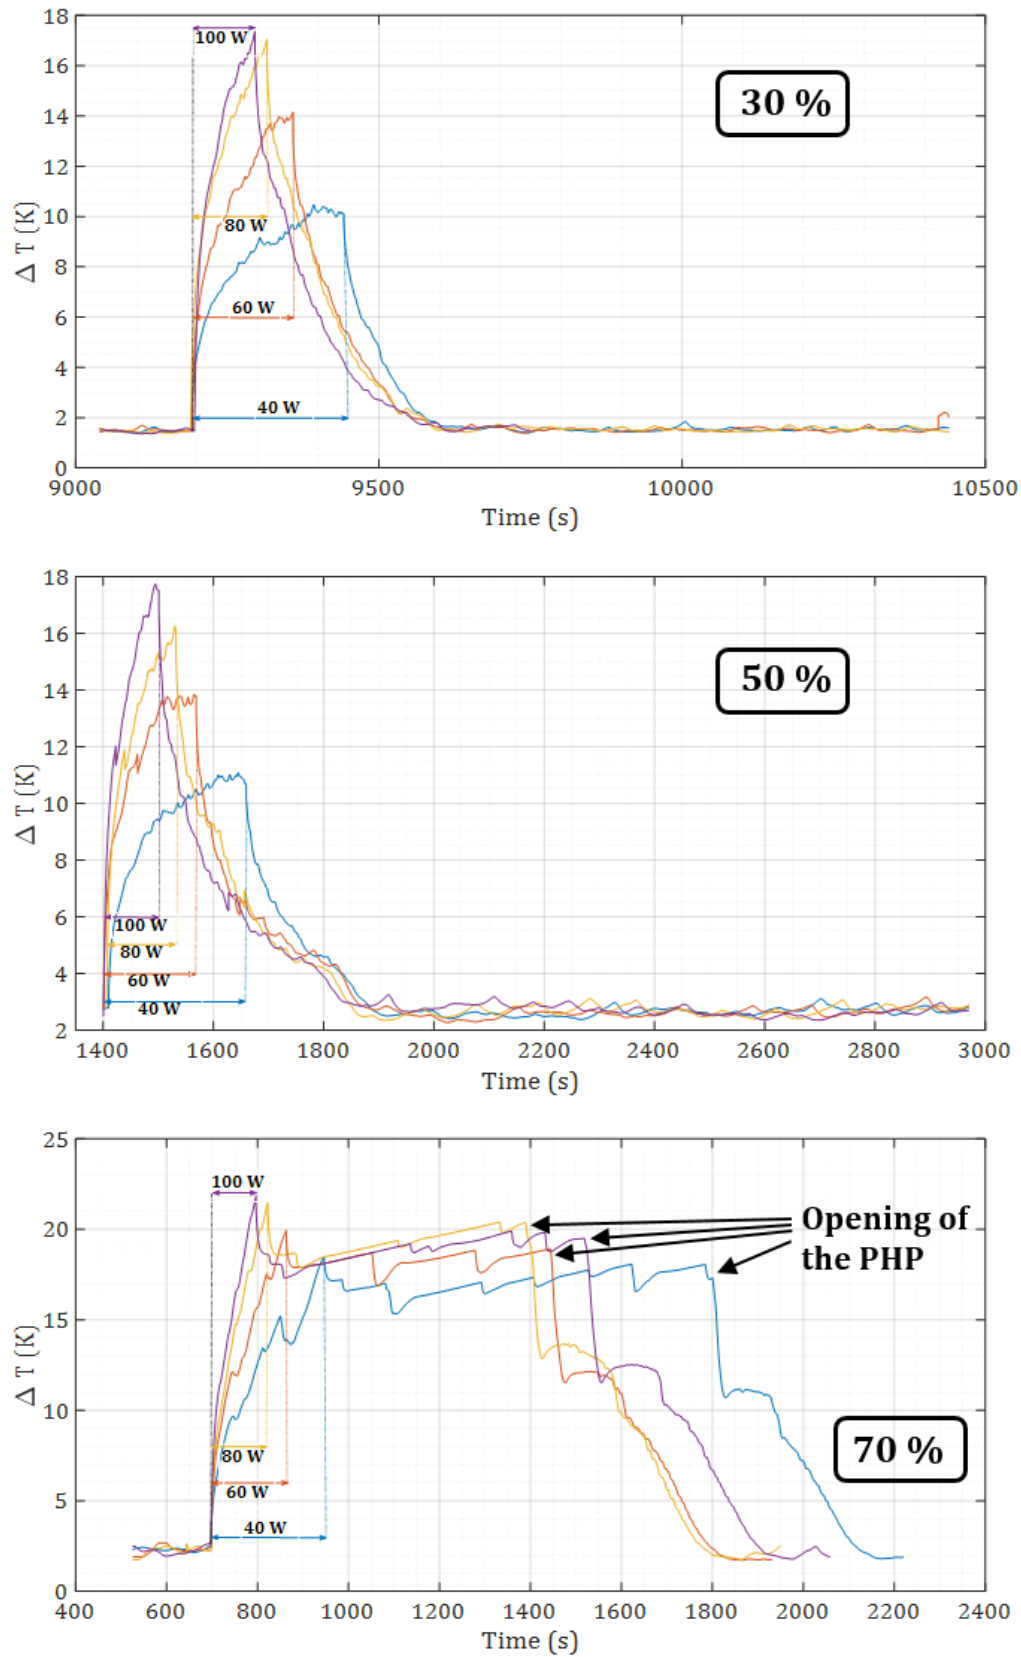 18
16
14
12
10
8
6
4
2
0
Δ T (K)
100 W
80 W
60 W
40 W
30 %
9000 9500 10000 10500
Time (s)
18
16
14
12
10
8
6
4
2
Δ T (K)
50 %
100 W
80 W
60 W
40 W
1400 1600 1800 2000 2200 2400 2600 2800 3000
Time (s)
25
20
15
10
5
0
Δ T (K)
100 W
Opening of
the PHP
80 W
60 W
40 W
70 %
400 600 800 1000 1200 1400 1600 1800 2000 2200 2400
Time (s)